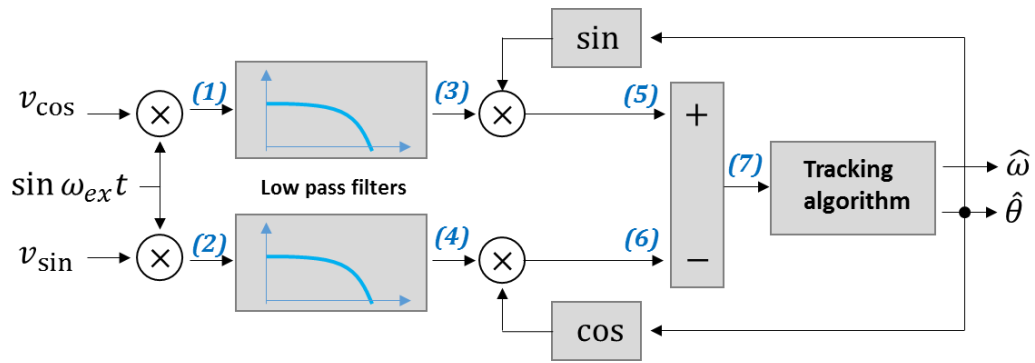 sin
v_cos
(1)
(3)
(5)
×
×
+
(7)
Tracking
algorithm
ω̂
sin ω_ex t
Low pass filters
θ̂
v_sin
(2)
(4)
(6)
×
×
−
cos